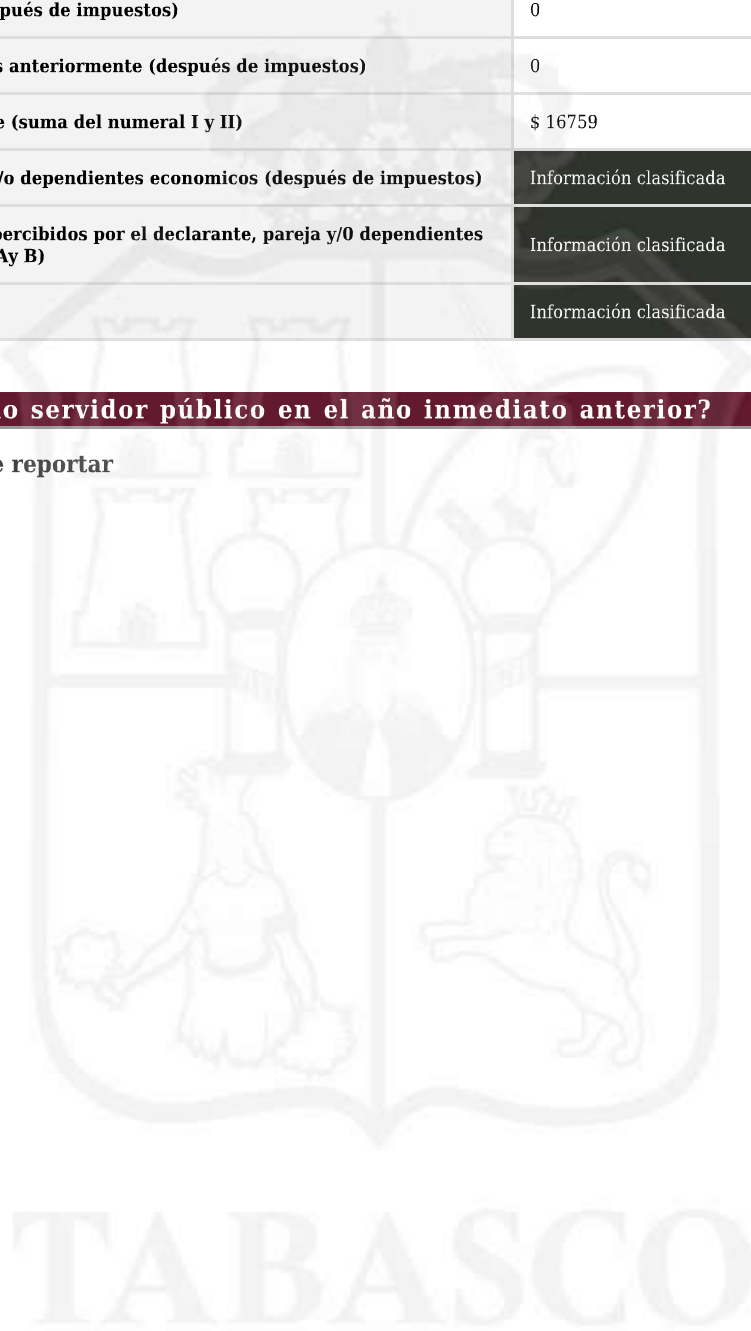 pués de impuestos)
0
s anteriormente (después de impuestos)
0
e (suma del numeral I y II)
$ 16759
/o dependientes economicos (después de impuestos)
Información clasificada
percibidos por el declarante, pareja y/0 dependientes
Ay B)
Información clasificada
Información clasificada
o servidor público en el año inmediato anterior?
e reportar
TABASCO